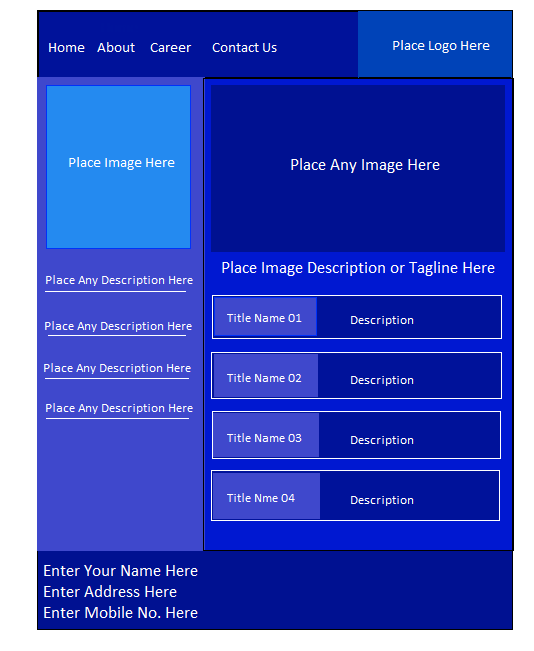 Home About Career Contact Us Place Logo Here
Place Image Here
Place Any Description Here
Place Any Description Here
Place Any Description Here
Place Any Description Here
Place Any Image Here
Place Image Description or Tagline Here
Title Name 01 Description
Title Name 02 Description
Title Name 03 Description
Title Nme 04 Description
Enter Your Name Here
Enter Address Here
Enter Mobile No. Here